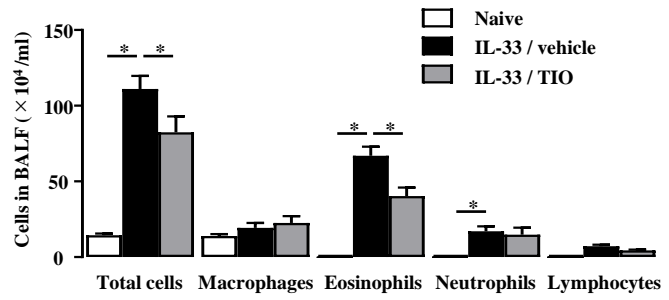 Naive
IL-33 / vehicle
IL-33 / TIO
Cells in BALF (×10⁴/ml)
150
100
50
0
* *
* *
*
Total cells Macrophages Eosinophils Neutrophils Lymphocytes